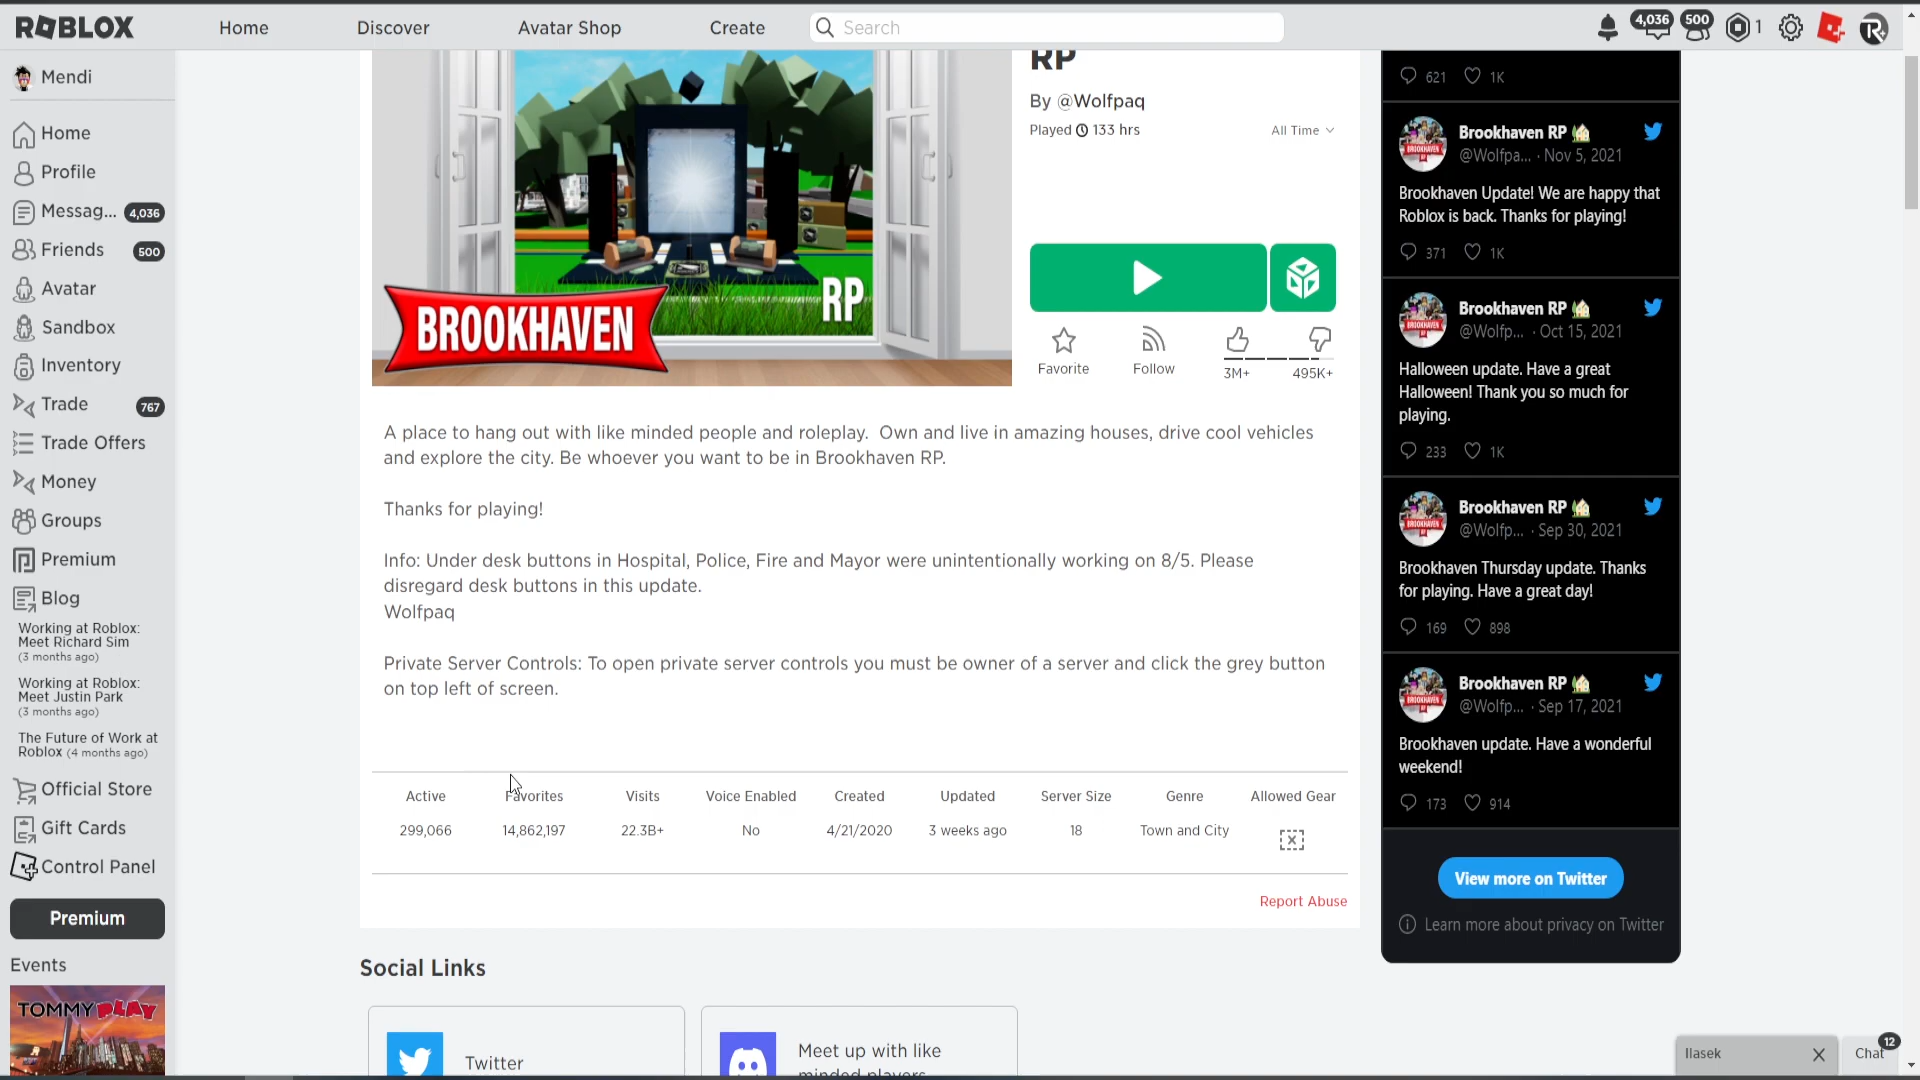 ROBLOX
Home
Discover
Avatar Shop
Create
Search
4,036
500
1
Mendi
Home
Profile
Messag... 4,036
Friends 500
Avatar
Sandbox
Inventory
Trade 767
Trade Offers
Money
Groups
Premium
Blog
Working at Roblox:
Meet Richard Sim
(3 months ago)
Working at Roblox:
Meet Justin Park
(3 months ago)
The Future of Work at
Roblox (4 months ago)
Official Store
Gift Cards
Control Panel
Premium
Events
TOMMY PLAY
BROOKHAVEN
RP
RP
By @Wolfpaq
Played 133 hrs
All Time
Favorite
Follow
3M+
495K+
A place to hang out with like minded people and roleplay. Own and live in amazing houses, drive cool vehicles
and explore the city. Be whoever you want to be in Brookhaven RP.
Thanks for playing!
Info: Under desk buttons in Hospital, Police, Fire and Mayor were unintentionally working on 8/5. Please
disregard desk buttons in this update.
Wolfpaq
Private Server Controls: To open private server controls you must be owner of a server and click the grey button
on top left of screen.
Active Favorites Visits Voice Enabled Created Updated Server Size Genre Allowed Gear
299,066 14,862,197 22.3B+ No 4/21/2020 3 weeks ago 18 Town and City
Report Abuse
Social Links
Twitter
Meet up with like
minded players
621 1K
Brookhaven RP
@Wolfpa... · Nov 5, 2021
Brookhaven Update! We are happy that
Roblox is back. Thanks for playing!
371 1K
Brookhaven RP
@Wolfp... · Oct 15, 2021
Halloween update. Have a great
Halloween! Thank you so much for
playing.
233 1K
Brookhaven RP
@Wolfp... · Sep 30, 2021
Brookhaven Thursday update. Thanks
for playing. Have a great day!
169 898
Brookhaven RP
@Wolfp... · Sep 17, 2021
Brookhaven update. Have a wonderful
weekend!
173 914
View more on Twitter
Learn more about privacy on Twitter
Ilasek
Chat 12